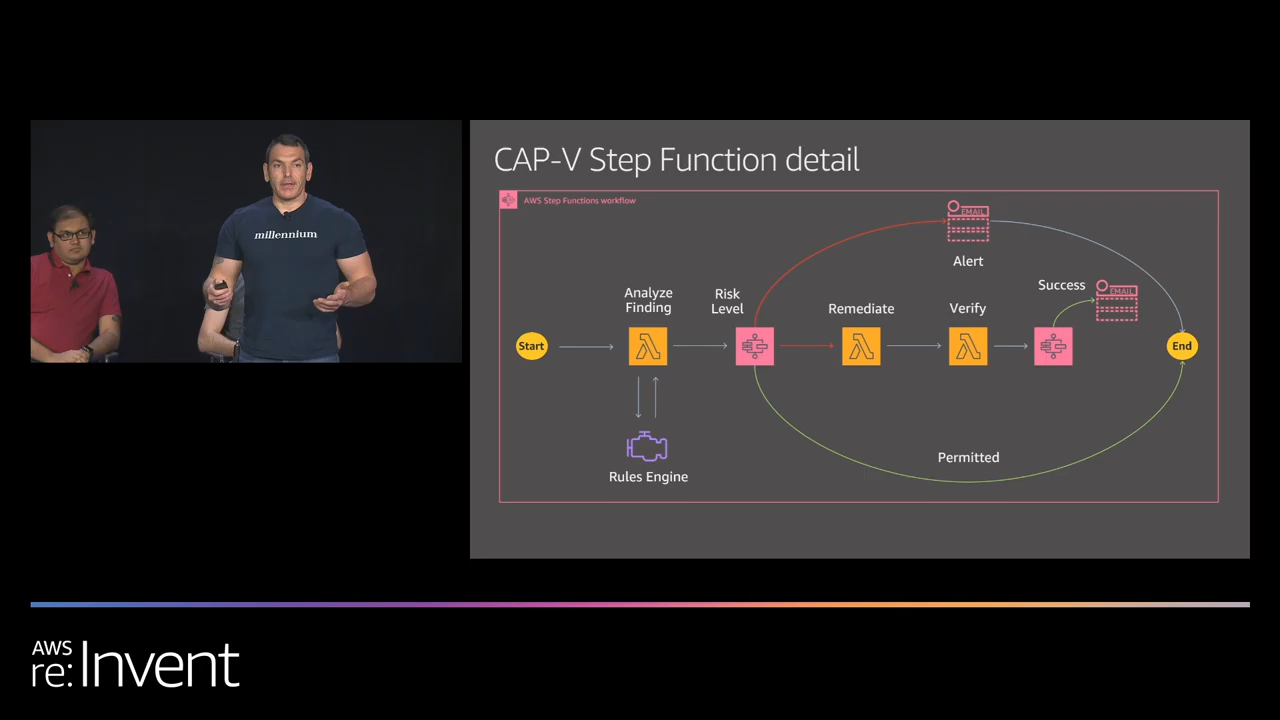 millennium
CAP-V Step Function detail
AWS Step Functions workflow
EMAIL
Alert
Success
EMAIL
Analyze
Finding
Risk
Level
Remediate
Verify
Start
End
Rules Engine
Permitted
AWS
re:Invent